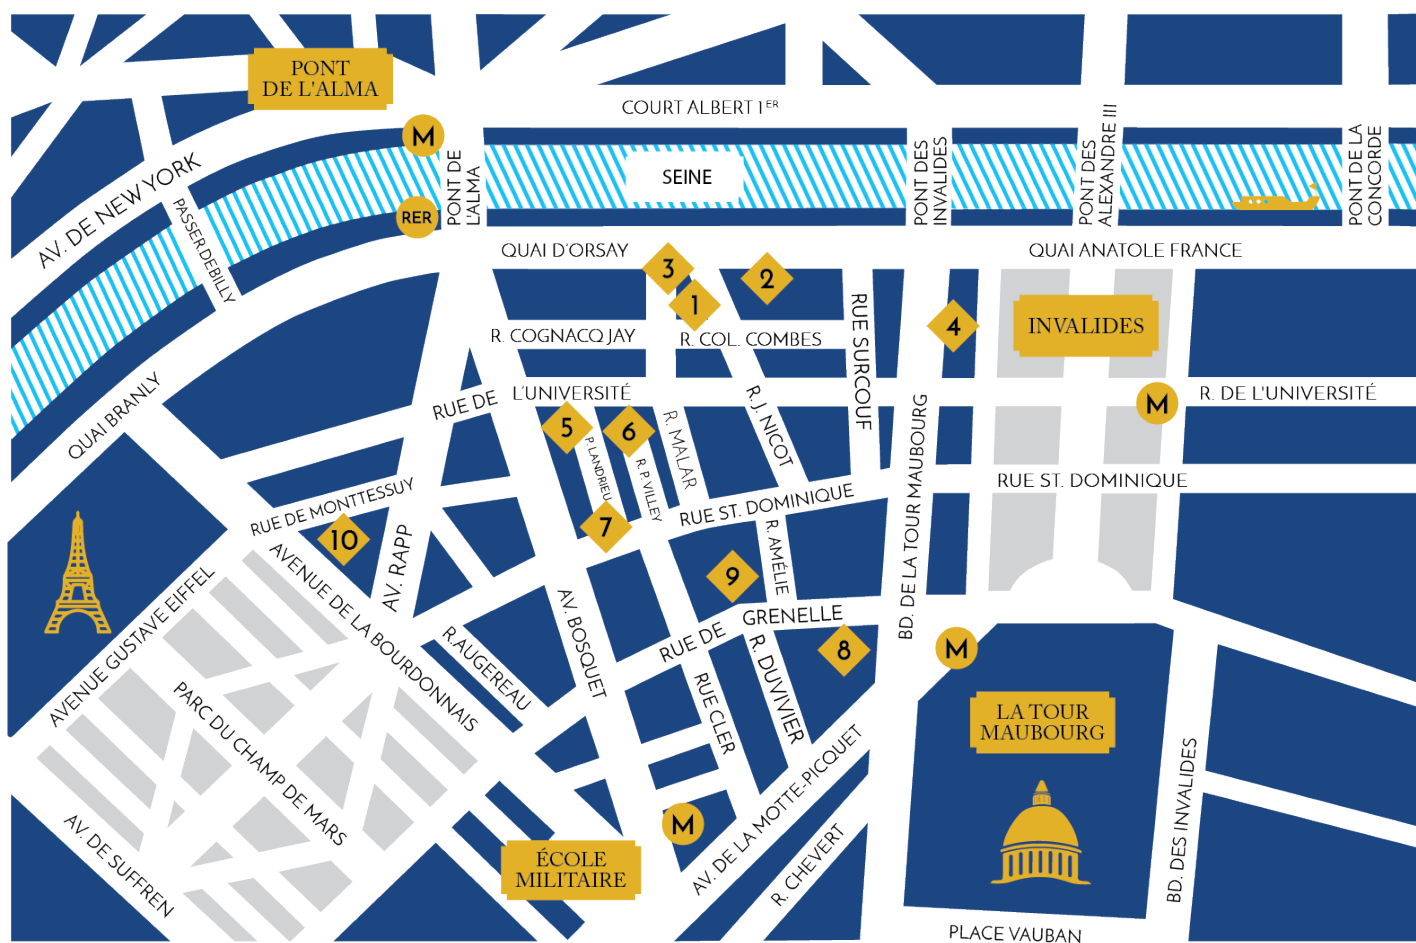 PONT
DE L'ALMA
COURT ALBERT 1ER
M
AV. DE NEW YORK
PASSER.DEBILLY
RER
PONT DE
L'ALMA
SEINE
PONT DES
INVALIDES
PONT DES
ALEXANDRE III
PONT DE LA
CONCORDE
QUAI D'ORSAY
QUAI ANATOLE FRANCE
3
2
1
4
INVALIDES
R. COGNACQ JAY
R. COL. COMBES
RUE SURCOUF
QUAI BRANLY
RUE DE
L'UNIVERSITÉ
R. DE L'UNIVERSITÉ
M
5
6
P. LANDRIEU
R. P. VILLEY
R. MALAR
R. J. NICOT
BD. DE LA TOUR MAUBOURG
RUE ST. DOMINIQUE
RUE ST. DOMINIQUE
RUE DE MONTTESSUY
10
7
AV. RAPP
R. AMÉLIE
9
AVENUE GUSTAVE EIFFEL
AVENUE DE LA BOURDONNAIS
R.AUGEREAU
AV. BOSQUET
RUE DE
GRENELLE
8
M
R. DUVIVIER
RUE CLER
PARC DU CHAMP DE MARS
LA TOUR
MAUBOURG
AV. DE SUFFREN
M
AV. DE LA MOTTE-PICQUET
R. CHEVERT
ÉCOLE
MILITAIRE
BD. DES INVALIDES
PLACE VAUBAN